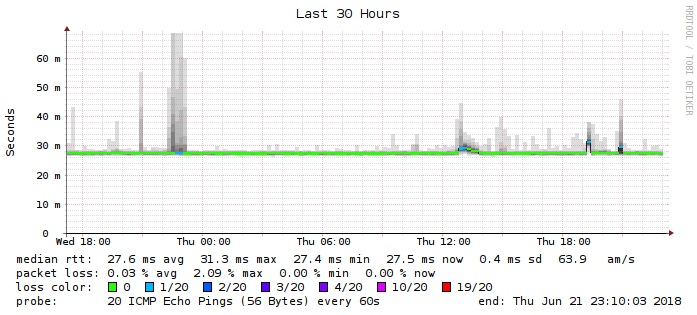 Last 30 Hours
RRDTOOL / TOBI OETIKER
Seconds
60 m
50 m
40 m
30 m
20 m
10 m
0
Wed 18:00 Thu 00:00 Thu 06:00 Thu 12:00 Thu 18:00
median rtt: 27.6 ms avg 31.3 ms max 27.4 ms min 27.5 ms now 0.4 ms sd 63.9 am/s
packet loss: 0.03 % avg 2.09 % max 0.00 % min 0.00 % now
loss color: 0 1/20 2/20 3/20 4/20 10/20 19/20
probe: 20 ICMP Echo Pings (56 Bytes) every 60s end: Thu Jun 21 23:10:03 2018